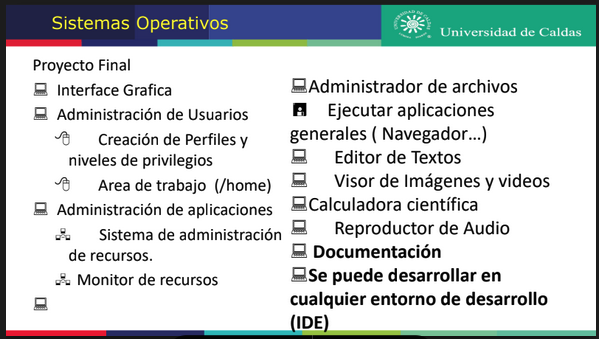 Sistemas Operativos
Universidad de Caldas
Proyecto Final
Interface Grafica
Administración de Usuarios
Creación de Perfiles y
niveles de privilegios
Area de trabajo (/home)
Administración de aplicaciones
Sistema de administración
de recursos.
Monitor de recursos
Administrador de archivos
Ejecutar aplicaciones
generales ( Navegador...)
Editor de Textos
Visor de Imágenes y videos
Calculadora científica
Reproductor de Audio
Documentación
Se puede desarrollar en
cualquier entorno de desarrollo
(IDE)